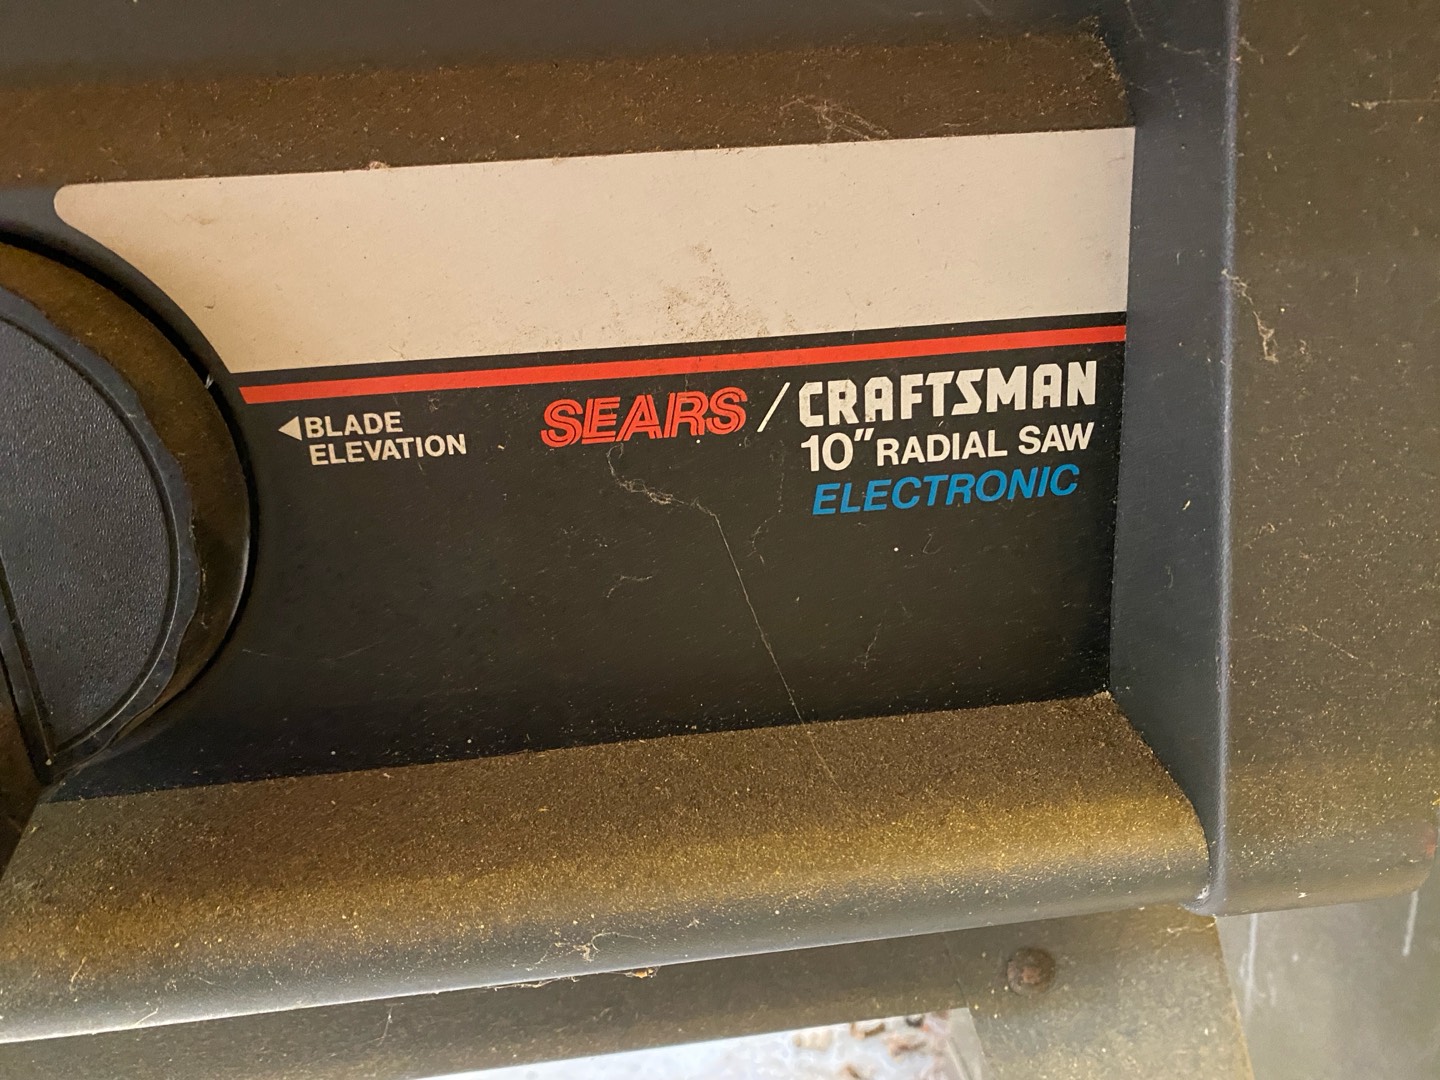 ◀BLADE
ELEVATION
SEARS / CRAFTSMAN
10" RADIAL SAW
ELECTRONIC